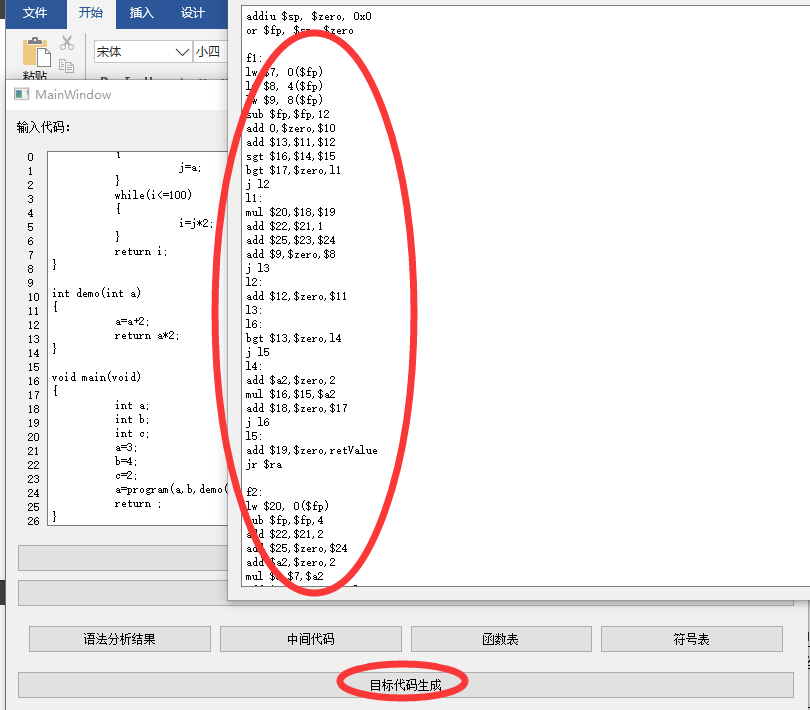 文件
开始
插入
设计
宋体
小四
粘贴
MainWindow
输入代码:
0
1
2
3
4
5
6
7
8
9
10
11
12
13
14
15
16
17
18
19
20
21
22
23
24
25
26
{
j=a;
}
while(i<=100)
{
i=j*2;
}
return i;
}
int demo(int a)
{
a=a+2;
return a*2;
}
void main(void)
{
int a;
int b;
int c;
a=3;
b=4;
c=2;
a=program(a,b,demo(
return ;
}
addiu $sp, $zero, 0x0
or $fp, $sp, $zero
f1:
lw $7, 0($fp)
lw $8, 4($fp)
lw $9, 8($fp)
sub $fp,$fp,12
add 0,$zero,$10
add $13,$11,$12
sgt $16,$14,$15
bgt $17,$zero,l1
j l2
l1:
mul $20,$18,$19
add $22,$21,1
add $25,$23,$24
add $9,$zero,$8
j l3
l2:
add $12,$zero,$11
l3:
l6:
bgt $13,$zero,l4
j l5
l4:
add $a2,$zero,2
mul $16,$15,$a2
add $18,$zero,$17
j l6
l5:
add $19,$zero,retValue
jr $ra
f2:
lw $20, 0($fp)
sub $fp,$fp,4
add $22,$21,2
add $25,$zero,$24
add $a2,$zero,2
语法分析结果
中间代码
函数表
符号表
目标代码生成